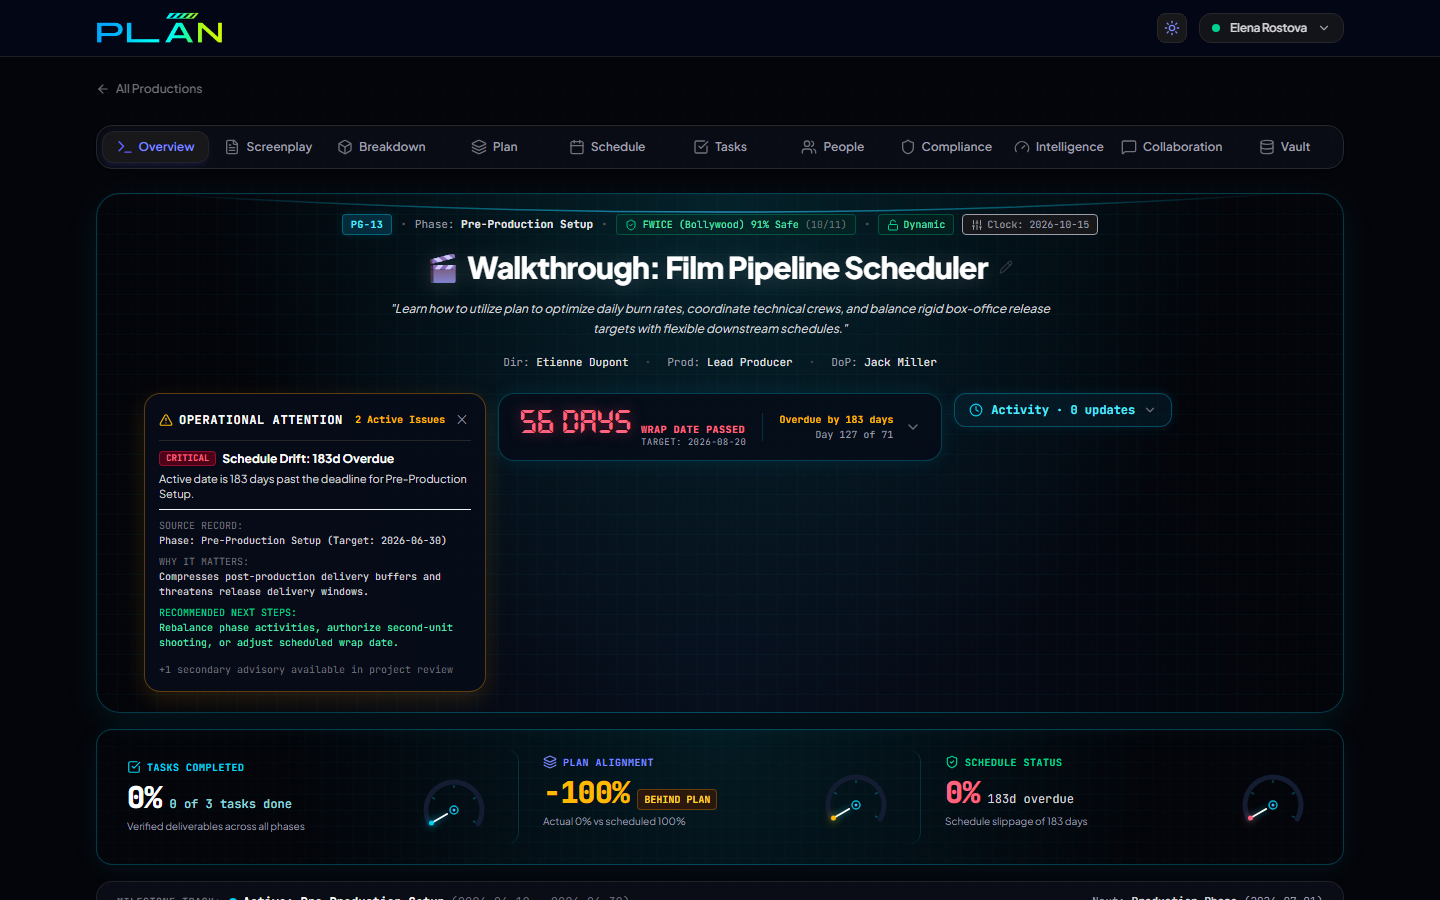 PLAN
Elena Rostova
All Productions
Overview
Screenplay
Breakdown
Plan
Schedule
Tasks
People
Compliance
Intelligence
Collaboration
Vault
PG-13 · Phase: Pre-Production Setup · FWICE (Bollywood) 91% Safe (10/11) · Dynamic Clock: 2026-10-15
Walkthrough: Film Pipeline Scheduler
"Learn how to utilize plan to optimize daily burn rates, coordinate technical crews, and balance rigid box-office release
targets with flexible downstream schedules."
Dir: Etienne Dupont · Prod: Lead Producer · DoP: Jack Miller
OPERATIONAL ATTENTION 2 Active Issues
CRITICAL Schedule Drift: 183d Overdue
Active date is 183 days past the deadline for Pre-Production
Setup.
SOURCE RECORD:
Phase: Pre-Production Setup (Target: 2026-06-30)
WHY IT MATTERS:
Compresses post-production delivery buffers and
threatens release delivery windows.
RECOMMENDED NEXT STEPS:
Rebalance phase activities, authorize second-unit
shooting, or adjust scheduled wrap date.
+1 secondary advisory available in project review
56 DAYS
WRAP DATE PASSED
TARGET: 2026-08-20
Overdue by 183 days
Day 127 of 71
Activity · 0 updates
TASKS COMPLETED
0% 0 of 3 tasks done
Verified deliverables across all phases
PLAN ALIGNMENT
-100% BEHIND PLAN
Actual 0% vs scheduled 100%
SCHEDULE STATUS
0% 183d overdue
Schedule slippage of 183 days